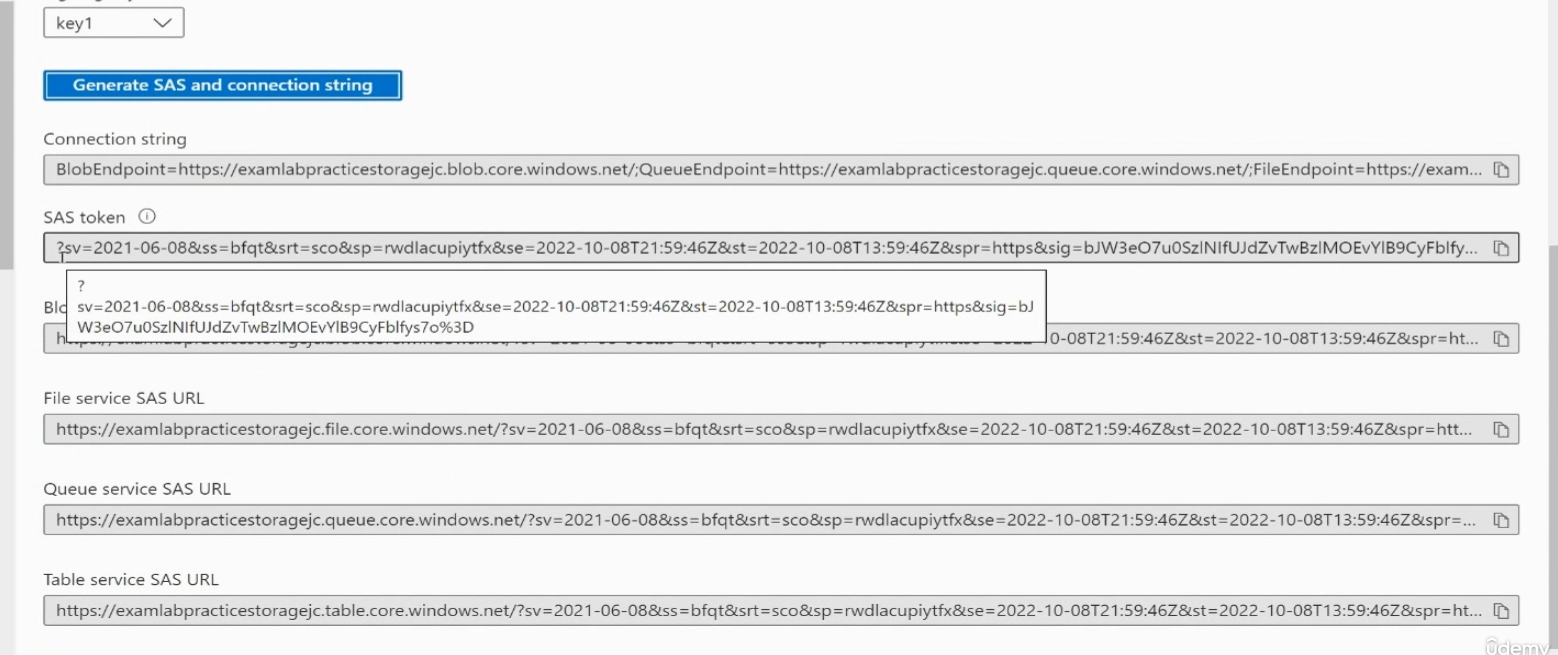 key1
Generate SAS and connection string
Connection string
BlobEndpoint=https://examlabpracticestoragejc.blob.core.windows.net/;QueueEndpoint=https://examlabpracticestoragejc.queue.core.windows.net/;FileEndpoint=https://exam...
SAS token
?sv=2021-06-08&ss=bfqt&srt=sco&sp=rwdlacupiytfx&se=2022-10-08T21:59:46Z&st=2022-10-08T13:59:46Z&spr=https&sig=bJW3eO7u0SzlNIfUJdZvTwBzlMOEvYlB9CyFblfy...
?
sv=2021-06-08&ss=bfqt&srt=sco&sp=rwdlacupiytfx&se=2022-10-08T21:59:46Z&st=2022-10-08T13:59:46Z&spr=https&sig=bJ
W3eO7u0SzlNIfUJdZvTwBzlMOEvYlB9CyFblfys7o%3D
0-08T21:59:46Z&st=2022-10-08T13:59:46Z&spr=ht...
File service SAS URL
https://examlabpracticestoragejc.file.core.windows.net/?sv=2021-06-08&ss=bfqt&srt=sco&sp=rwdlacupiytfx&se=2022-10-08T21:59:46Z&st=2022-10-08T13:59:46Z&spr=htt...
Queue service SAS URL
https://examlabpracticestoragejc.queue.core.windows.net/?sv=2021-06-08&ss=bfqt&srt=sco&sp=rwdlacupiytfx&se=2022-10-08T21:59:46Z&st=2022-10-08T13:59:46Z&spr=...
Table service SAS URL
https://examlabpracticestoragejc.table.core.windows.net/?sv=2021-06-08&ss=bfqt&srt=sco&sp=rwdlacupiytfx&se=2022-10-08T21:59:46Z&st=2022-10-08T13:59:46Z&spr=ht...
ûdemy